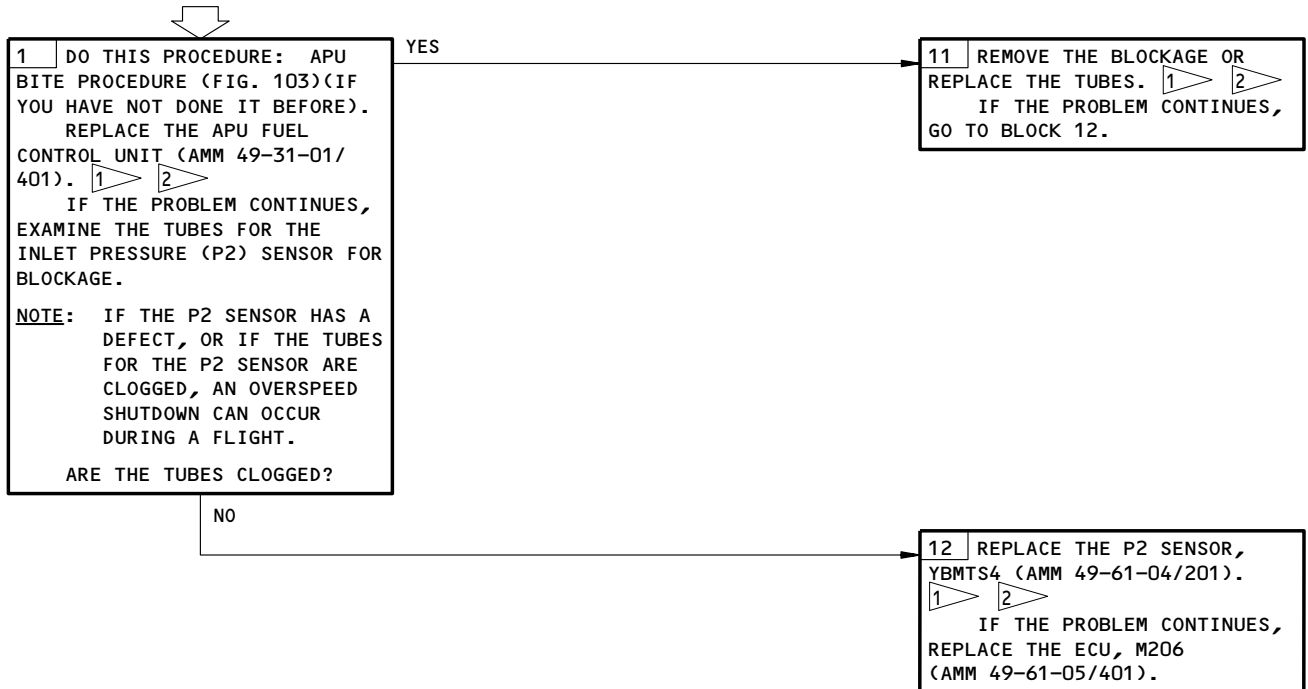 1 DO THIS PROCEDURE: APU
BITE PROCEDURE (FIG. 103)(IF
YOU HAVE NOT DONE IT BEFORE).
REPLACE THE APU FUEL
CONTROL UNIT (AMM 49-31-01/
401). 1 2
IF THE PROBLEM CONTINUES,
EXAMINE THE TUBES FOR THE
INLET PRESSURE (P2) SENSOR FOR
BLOCKAGE.
NOTE: IF THE P2 SENSOR HAS A
DEFECT, OR IF THE TUBES
FOR THE P2 SENSOR ARE
CLOGGED, AN OVERSPEED
SHUTDOWN CAN OCCUR
DURING A FLIGHT.
ARE THE TUBES CLOGGED?
YES
11 REMOVE THE BLOCKAGE OR
REPLACE THE TUBES. 1 2
IF THE PROBLEM CONTINUES,
GO TO BLOCK 12.
NO
12 REPLACE THE P2 SENSOR,
YBMTS4 (AMM 49-61-04/201).
1 2
IF THE PROBLEM CONTINUES,
REPLACE THE ECU, M206
(AMM 49-61-05/401).